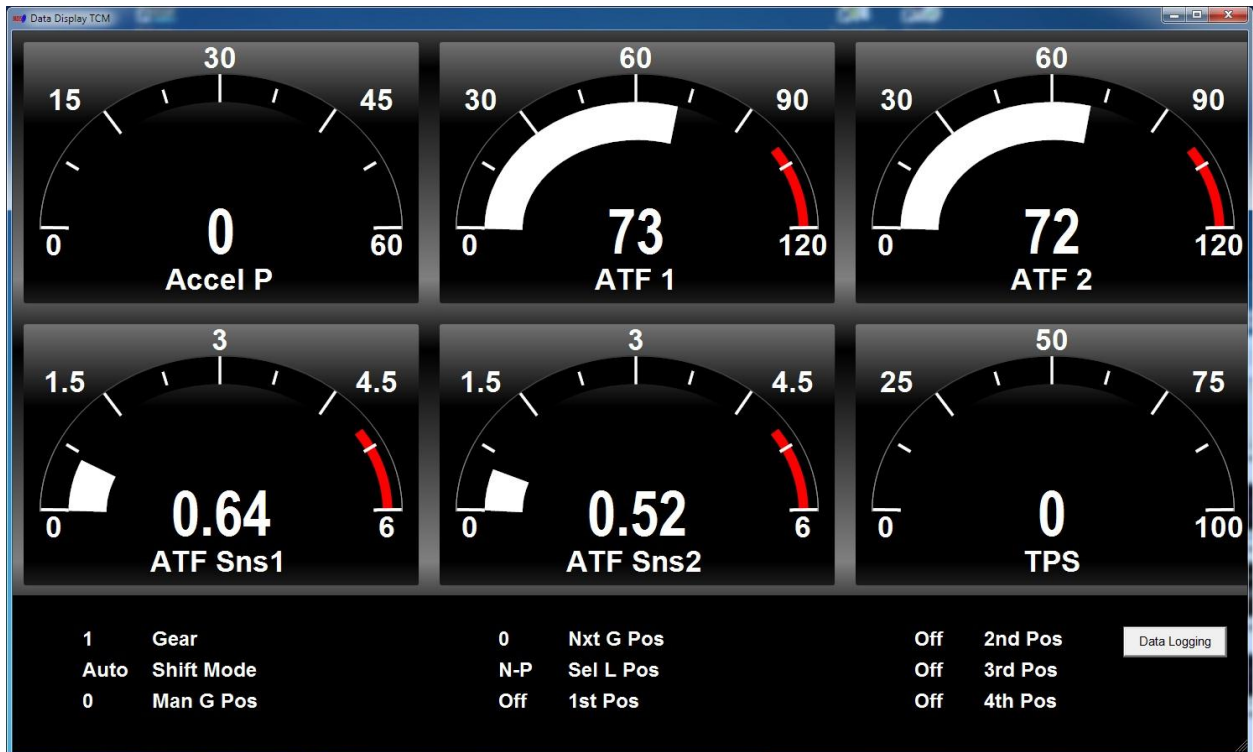 Data Display TCM
30
15 45
0 60
0
Accel P
60
30 90
0 120
73
ATF 1
60
30 90
0 120
72
ATF 2
3
1.5 4.5
0 6
0.64
ATF Sns1
3
1.5 4.5
0 6
0.52
ATF Sns2
50
25 75
0 100
0
TPS
1 Gear
Auto Shift Mode
0 Man G Pos
0 Nxt G Pos
N-P Sel L Pos
Off 1st Pos
Off 2nd Pos
Off 3rd Pos
Off 4th Pos
Data Logging